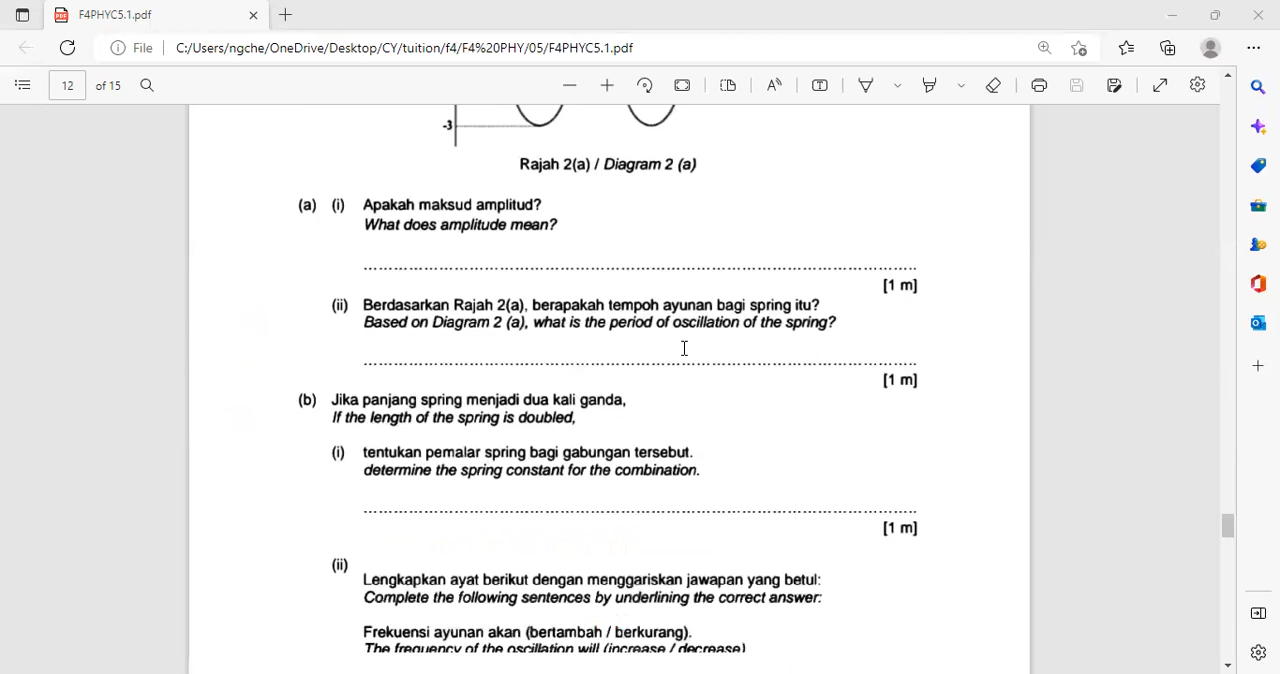 F4PHYC5.1.pdf
File C:/Users/ngche/OneDrive/Desktop/CY/tuition/f4/F4%20PHY/05/F4PHYC5.1.pdf
12 of 15
-3
Rajah 2(a) / Diagram 2 (a)
(a) (i) Apakah maksud amplitud?
What does amplitude mean?
[1 m]
(ii) Berdasarkan Rajah 2(a), berapakah tempoh ayunan bagi spring itu?
Based on Diagram 2 (a), what is the period of oscillation of the spring?
[1 m]
(b) Jika panjang spring menjadi dua kali ganda,
If the length of the spring is doubled,
(i) tentukan pemalar spring bagi gabungan tersebut.
determine the spring constant for the combination.
[1 m]
(ii)
Lengkapkan ayat berikut dengan menggariskan jawapan yang betul:
Complete the following sentences by underlining the correct answer:
Frekuensi ayunan akan (bertambah / berkurang).
The frequency of the oscillation will (increase / decrease)